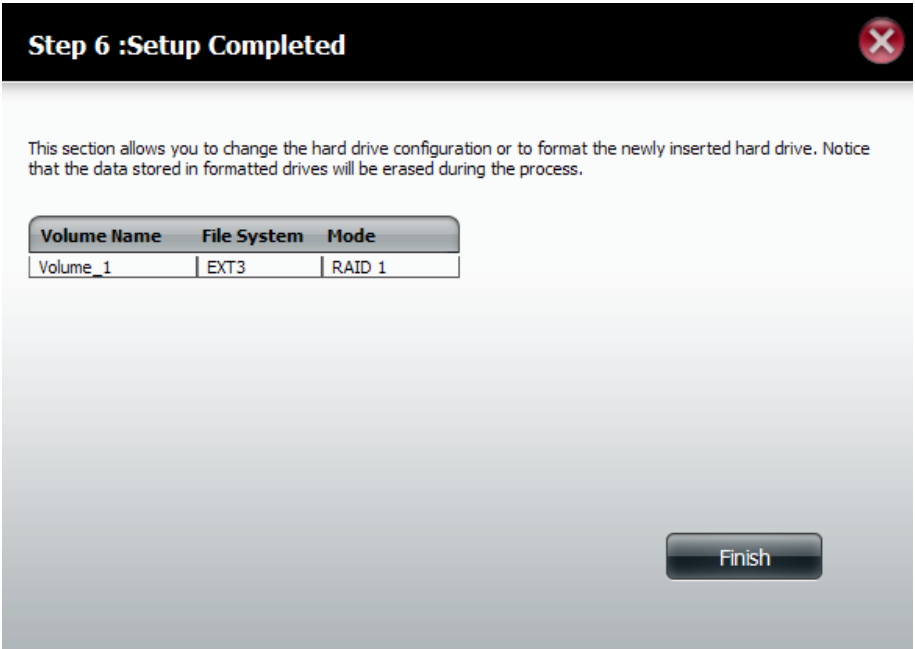 Step 6 :Setup Completed
This section allows you to change the hard drive configuration or to format the newly inserted hard drive. Notice
that the data stored in formatted drives will be erased during the process.
Volume Name File System Mode
Volume_1 EXT3 RAID 1
Finish